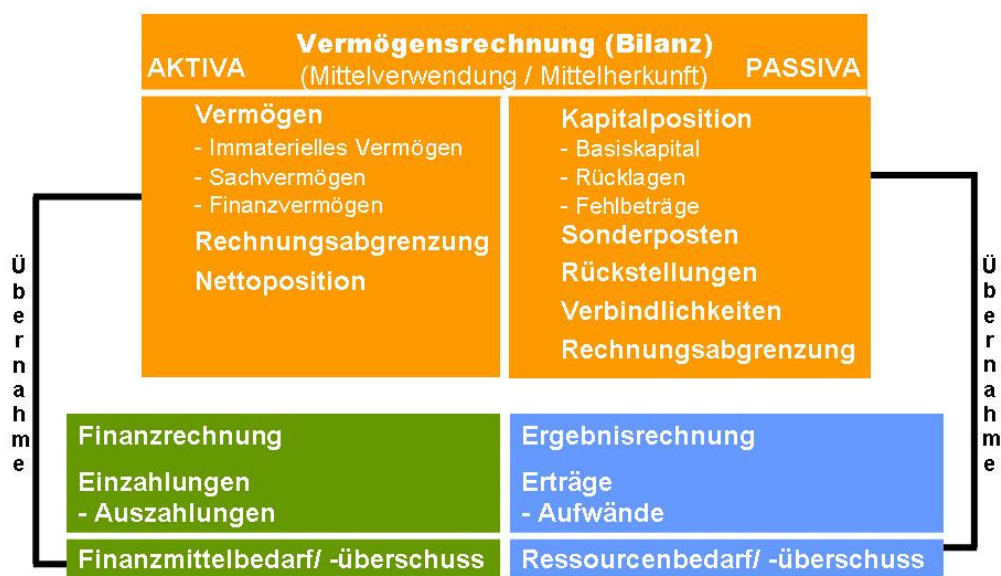 Vermögensrechnung (Bilanz)
AKTIVA
(Mittelverwendung / Mittelherkunft)
PASSIVA
Vermögen
- Immaterielles Vermögen
- Sachvermögen
- Finanzvermögen
Rechnungsabgrenzung
Nettoposition
Kapitalposition
- Basiskapital
- Rücklagen
- Fehlbeträge
Sonderposten
Rückstellungen
Verbindlichkeiten
Rechnungsabgrenzung
Übernahme
Übernahme
Finanzrechnung
Einzahlungen
- Auszahlungen
Finanzmittelbedarf/ -überschuss
Ergebnisrechnung
Erträge
- Aufwände
Ressourcenbedarf/ -überschuss